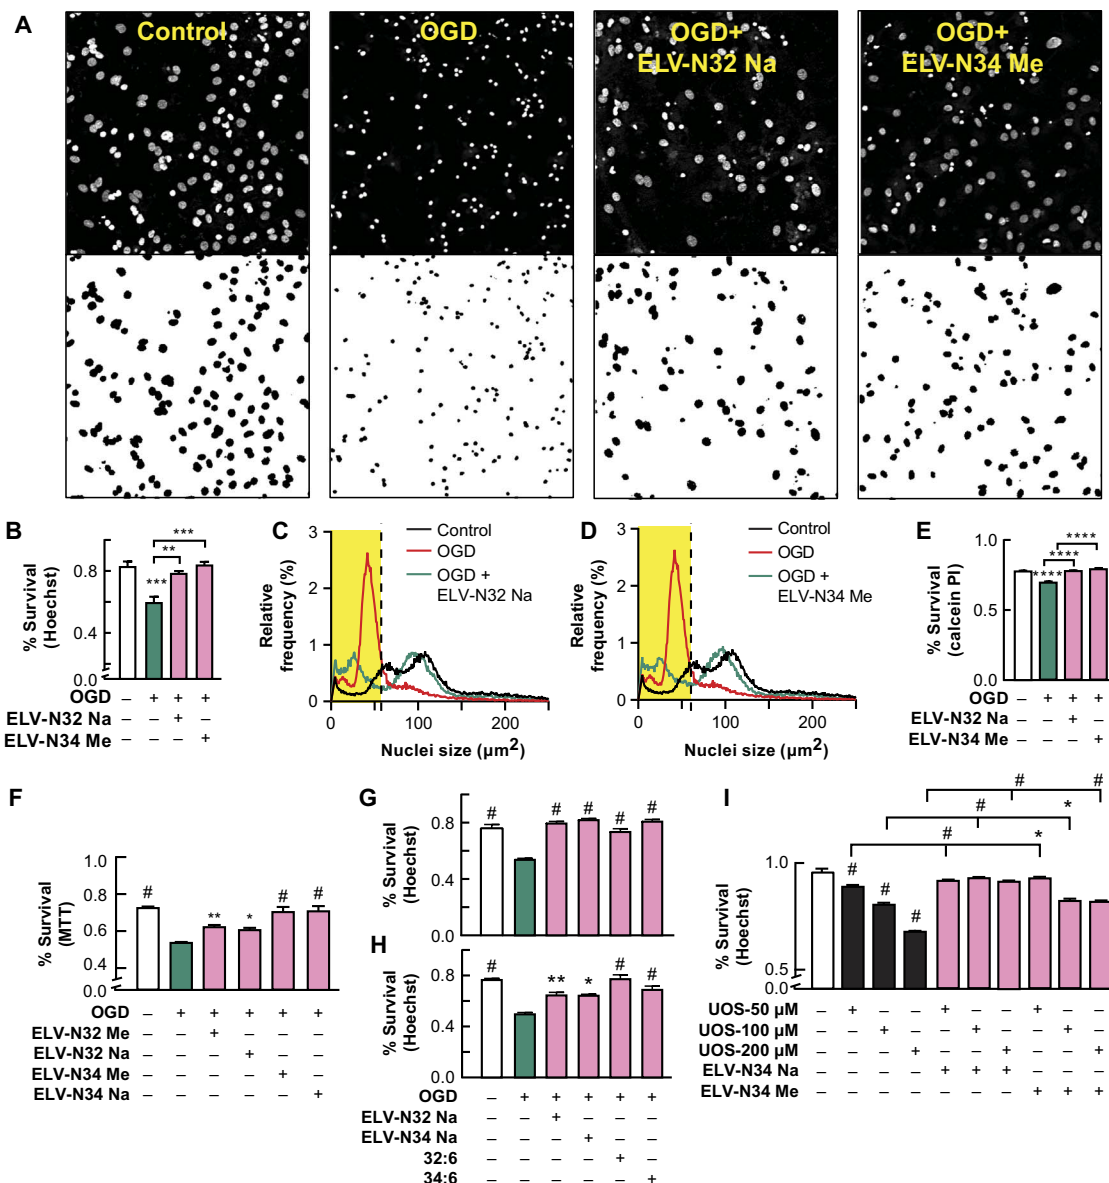 A
Control
OGD
OGD+
ELV-N32 Na
OGD+
ELV-N34 Me
B
% Survival
(Hoechst)
0.8
0.4
0.0
***
**
***
OGD – + + +
ELV-N32 Na – – + –
ELV-N34 Me – – – +
C
Relative
frequency (%)
3
2
1
0
0
100
200
Nuclei size (µm²)
Control
OGD
OGD +
ELV-N32 Na
D
Relative
frequency (%)
3
2
1
0
0
100
200
Nuclei size (µm²)
Control
OGD
OGD +
ELV-N34 Me
E
% Survival
(calcein PI)
1.0
0.5
0.0
****
****
****
OGD – + + +
ELV-N32 Na – – + –
ELV-N34 Me – – – +
F
% Survival
(MTT)
1.0
0.8
0.6
0.4
0.0
# ** * # #
OGD – + + + + +
ELV-N32 Me – – + – – –
ELV-N32 Na – – – + – –
ELV-N34 Me – – – – + –
ELV-N34 Na – – – – – +
G
% Survival
(Hoechst)
0.8
0.4
0.0
# # # # #
H
% Survival
(Hoechst)
0.8
0.4
0.0
# ** * # #
OGD – + + + + +
ELV-N32 Na – – + – – –
ELV-N34 Na – – – + – –
32:6 – – – – + –
34:6 – – – – – +
I
% Survival
(Hoechst)
1.0
0.5
0.0
# #
# *
# *
# # #
UOS-50 µM – + – – + – – + – –
UOS-100 µM – – + – – + – – + –
UOS-200 µM – – – + – – + – – +
ELV-N34 Na – – – – + + + – – –
ELV-N34 Me – – – – – – – + + +